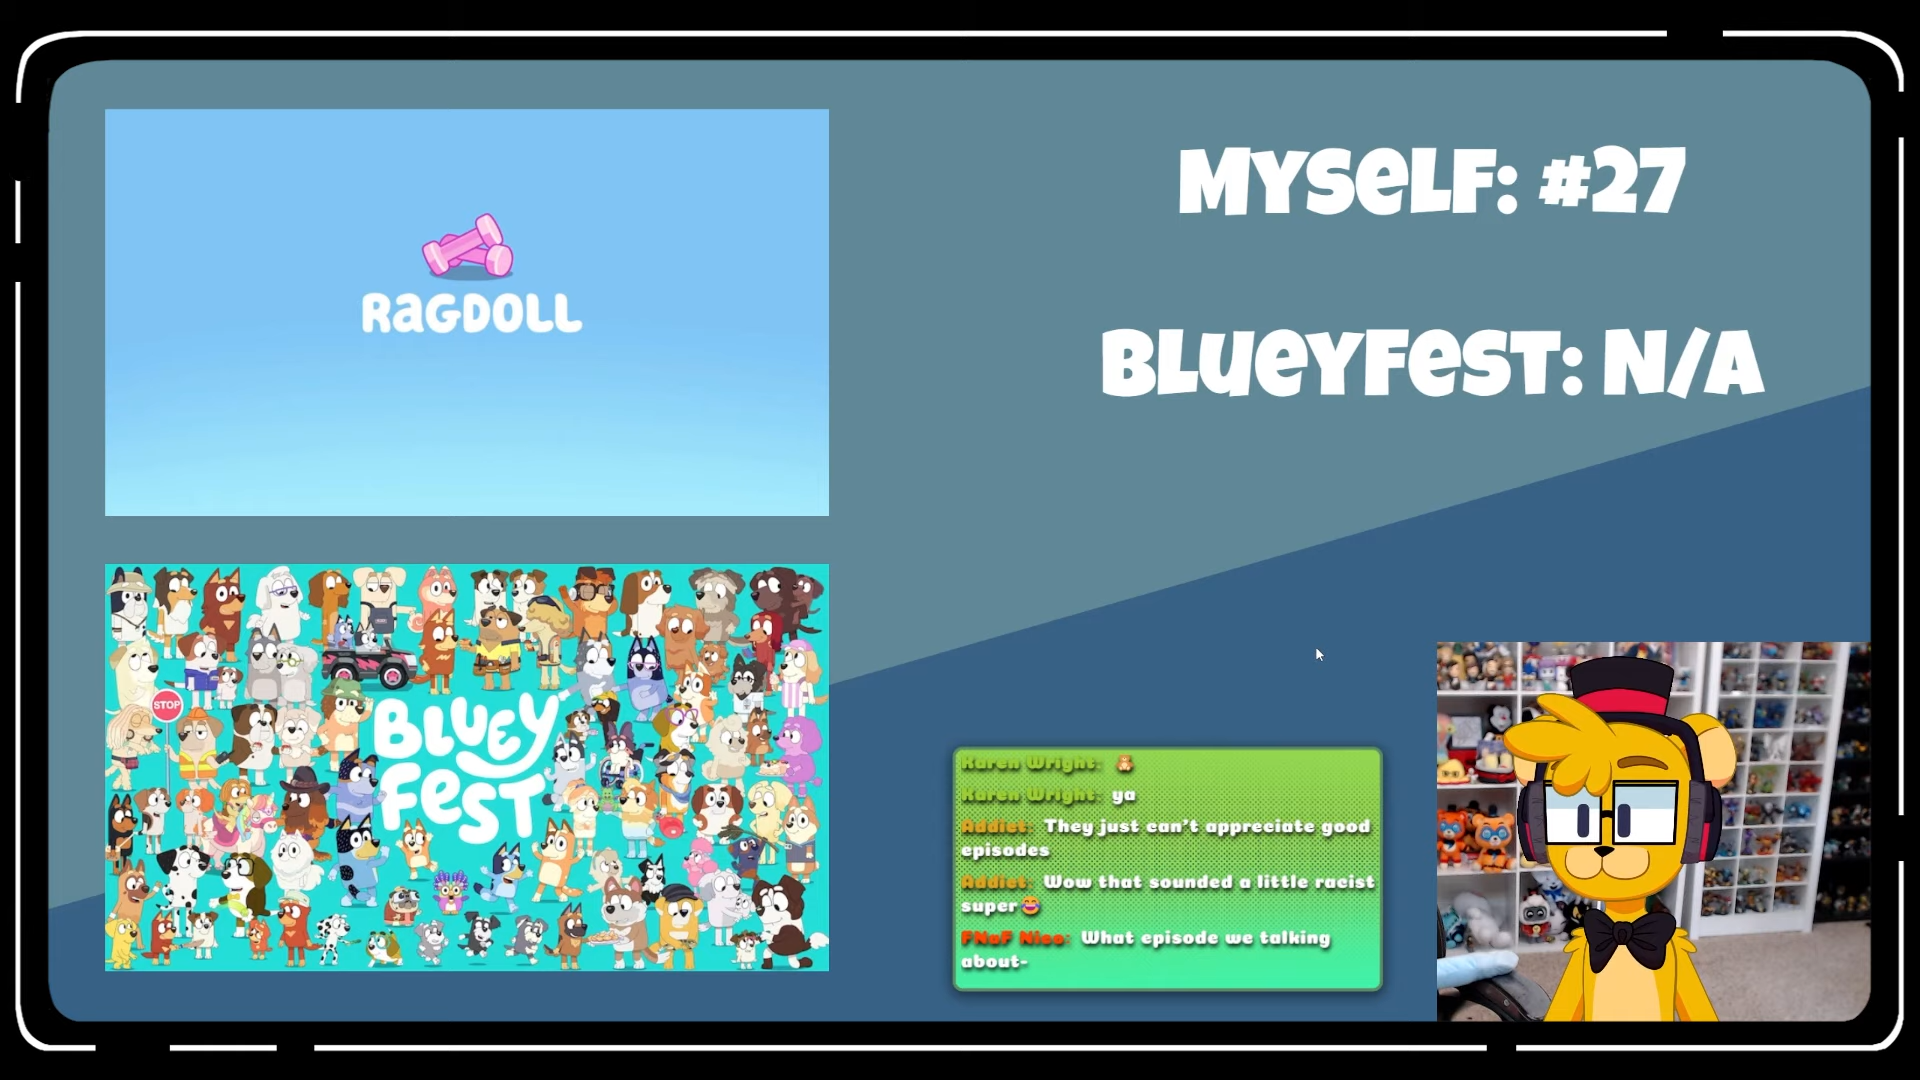 RAGDOLL
MYSELF: #27
BLUEYFEST: N/A
STOP
BLUEY
FEST
Karen Wright: 🧸
Karen Wright: ya
Addict: They just can't appreciate good
episodes
Addict: Wow that sounded a little racist
super😂
FNaF Nico: What episode we talking
about-